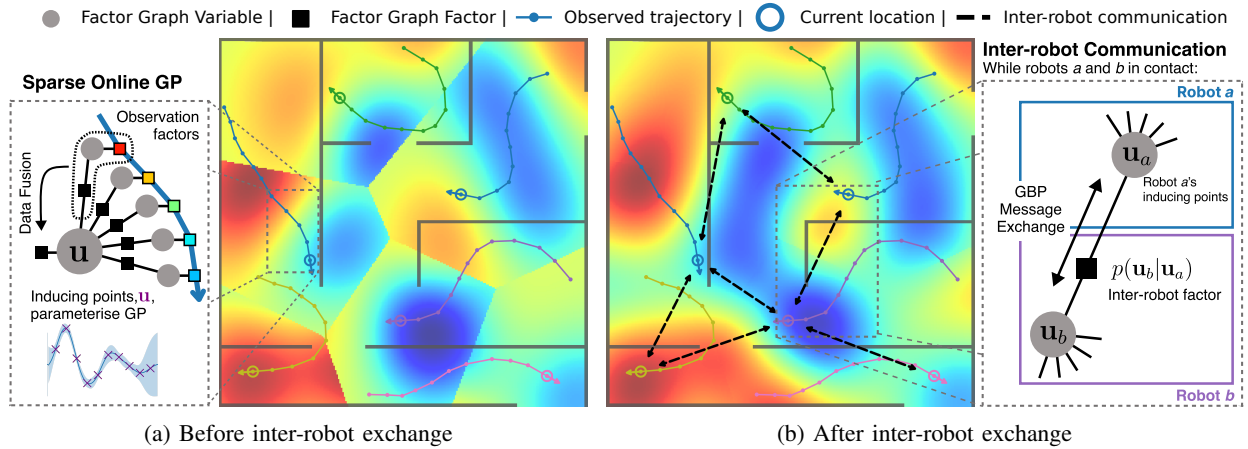 Factor Graph Variable | Factor Graph Factor | Observed trajectory | Current location | Inter-robot communication
Sparse Online GP
Observation
factors
Data Fusion
u
Inducing points,u,
parameterise GP
Inter-robot Communication
While robots a and b in contact:
Robot a
u_a
Robot a's
inducing points
GBP
Message
Exchange
p(u_b|u_a)
Inter-robot factor
u_b
Robot b
(a) Before inter-robot exchange
(b) After inter-robot exchange